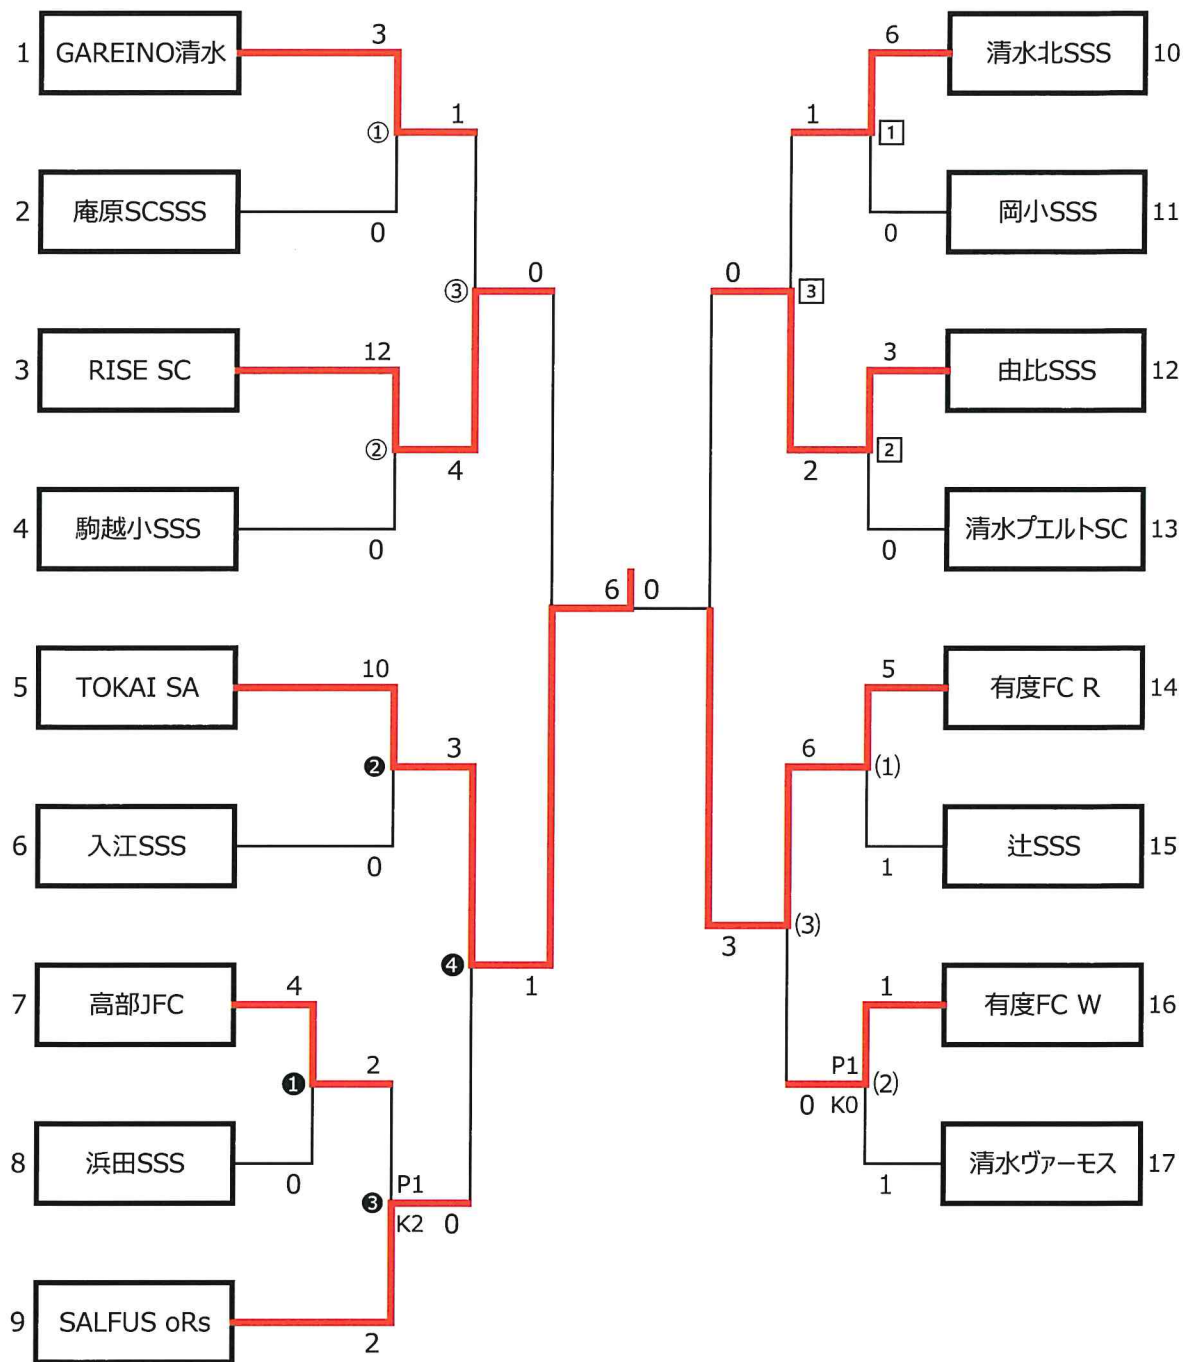 1 GAREINO清水 3
6 清水北SSS 10
1
1
① 1
2 庵原SCSSS 0
岡小SSS 11
0
0
0
③ 3
3 RISE SC 12
3 由比SSS 12
② 2
4
2
4 駒越小SSS 0
清水プエルトSC 13
0
6 0
5 TOKAI SA 10
5 有度FC R 14
3
6
❷ (1)
6 入江SSS 0
辻SSS 15
1
3 (3)
❹ 1
7 高部JFC 4
1 有度FC W 16
2
P1
❶ (2)
0 K0
8 浜田SSS 0
清水ヴァーモス 17
1
❸ P1
K2 0
9 SALFUS oRs 2